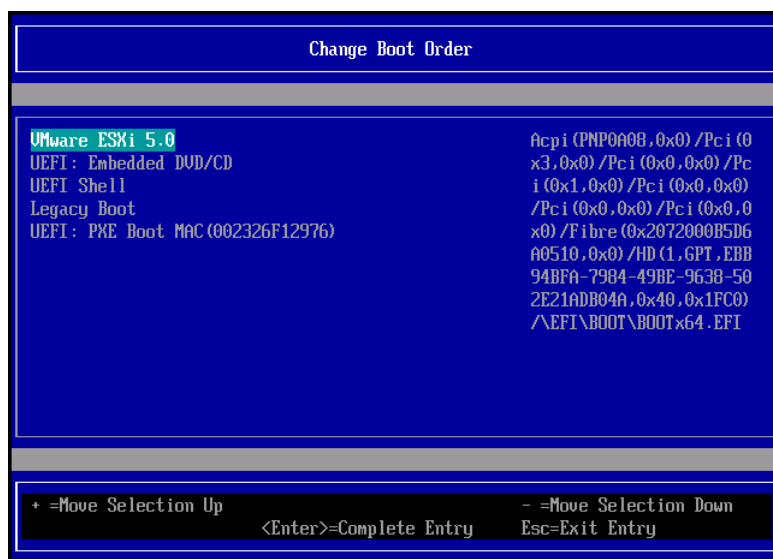 Change Boot Order
VMware ESXi 5.0
UEFI: Embedded DVD/CD
UEFI Shell
Legacy Boot
UEFI: PXE Boot MAC(002326F12976)
Acpi(PNP0A08,0x0)/Pci(0
x3,0x0)/Pci(0x0,0x0)/Pc
i(0x1,0x0)/Pci(0x0,0x0)
/Pci(0x0,0x0)/Pci(0x0,0
x0)/Fibre(0x2072000B5D6
A0510,0x0)/HD(1,GPT,EBB
94BFA-7984-49BE-9638-50
2E21ADB04A,0x40,0x1FC0)
/\EFI\BOOT\BOOTx64.EFI
+ =Move Selection Up
- =Move Selection Down
<Enter>=Complete Entry
Esc=Exit Entry